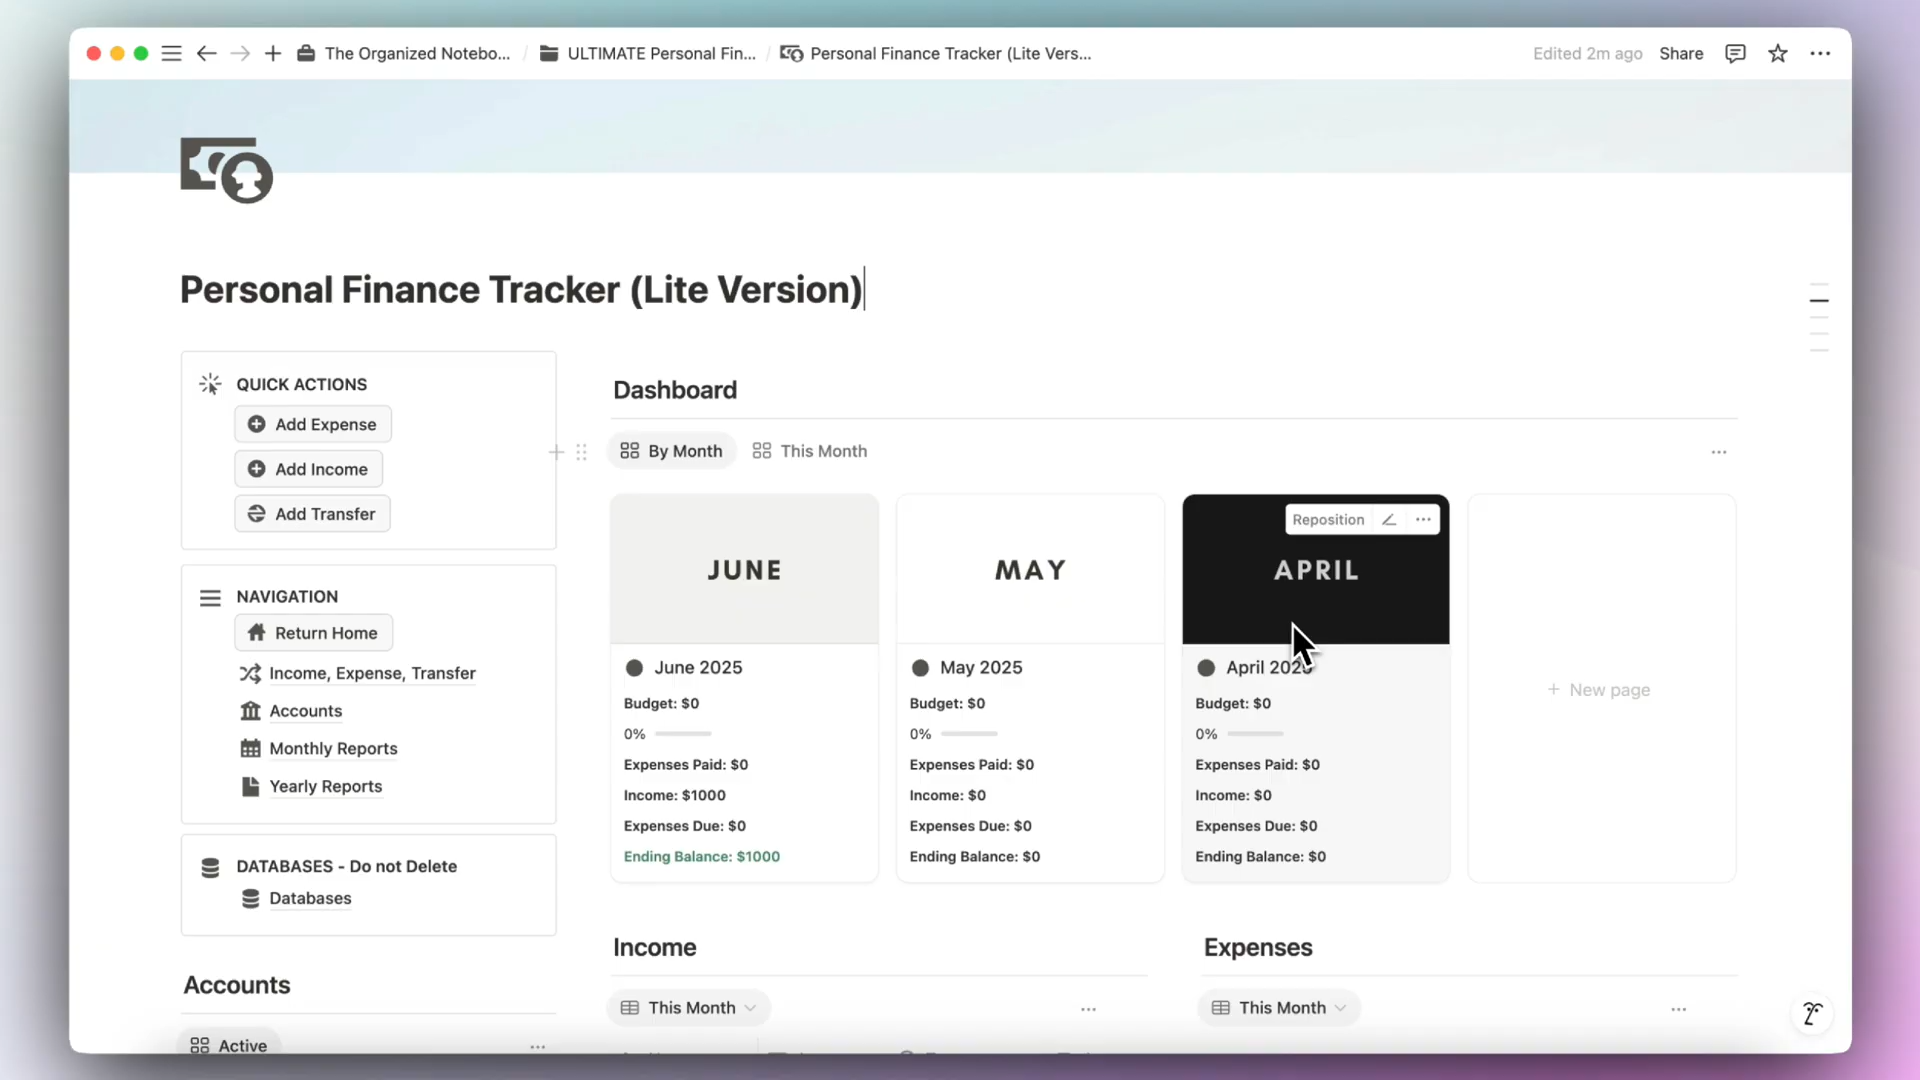 The Organized Notebo... / ULTIMATE Personal Fin... / Personal Finance Tracker (Lite Vers...
Edited 2m ago Share
Personal Finance Tracker (Lite Version)
QUICK ACTIONS
Add Expense
Add Income
Add Transfer
NAVIGATION
Return Home
Income, Expense, Transfer
Accounts
Monthly Reports
Yearly Reports
DATABASES - Do not Delete
Databases
Accounts
Active
Dashboard
By Month This Month
JUNE
June 2025
Budget: $0
0%
Expenses Paid: $0
Income: $1000
Expenses Due: $0
Ending Balance: $1000
MAY
May 2025
Budget: $0
0%
Expenses Paid: $0
Income: $0
Expenses Due: $0
Ending Balance: $0
Reposition
APRIL
April 2025
Budget: $0
0%
Expenses Paid: $0
Income: $0
Expenses Due: $0
Ending Balance: $0
+ New page
Income
This Month
Expenses
This Month